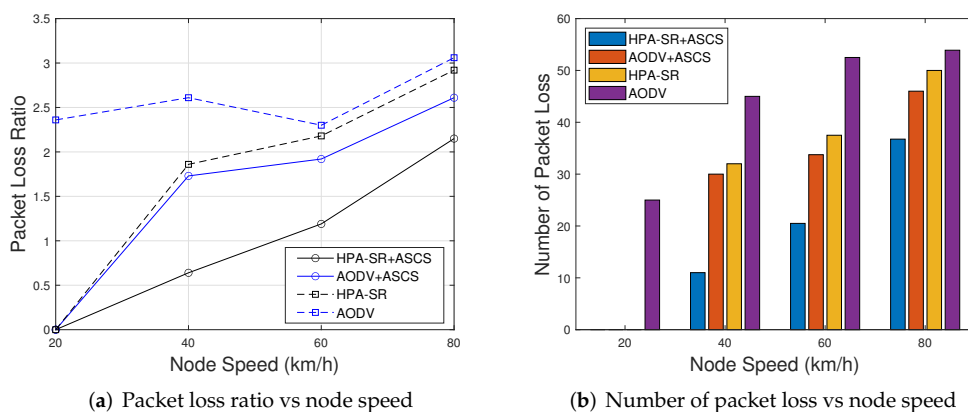 3.5
3
2.5
2
1.5
1
0.5
0
Packet Loss Ratio
20
40
60
80
Node Speed (km/h)
HPA-SR+ASCS
AODV+ASCS
HPA-SR
AODV
(a) Packet loss ratio vs node speed
60
50
40
30
20
10
0
Number of Packet Loss
20
40
60
80
Node Speed (km/h)
HPA-SR+ASCS
AODV+ASCS
HPA-SR
AODV
(b) Number of packet loss vs node speed